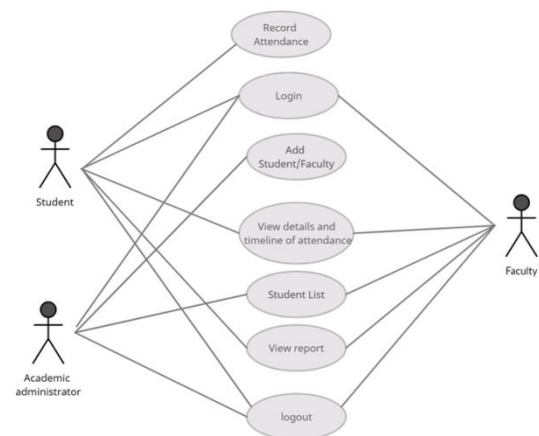 Record
Attendance
Login
Add
Student/Faculty
Student
View details and
timeline of attendance
Faculty
Student List
View report
Academic
administrator
logout